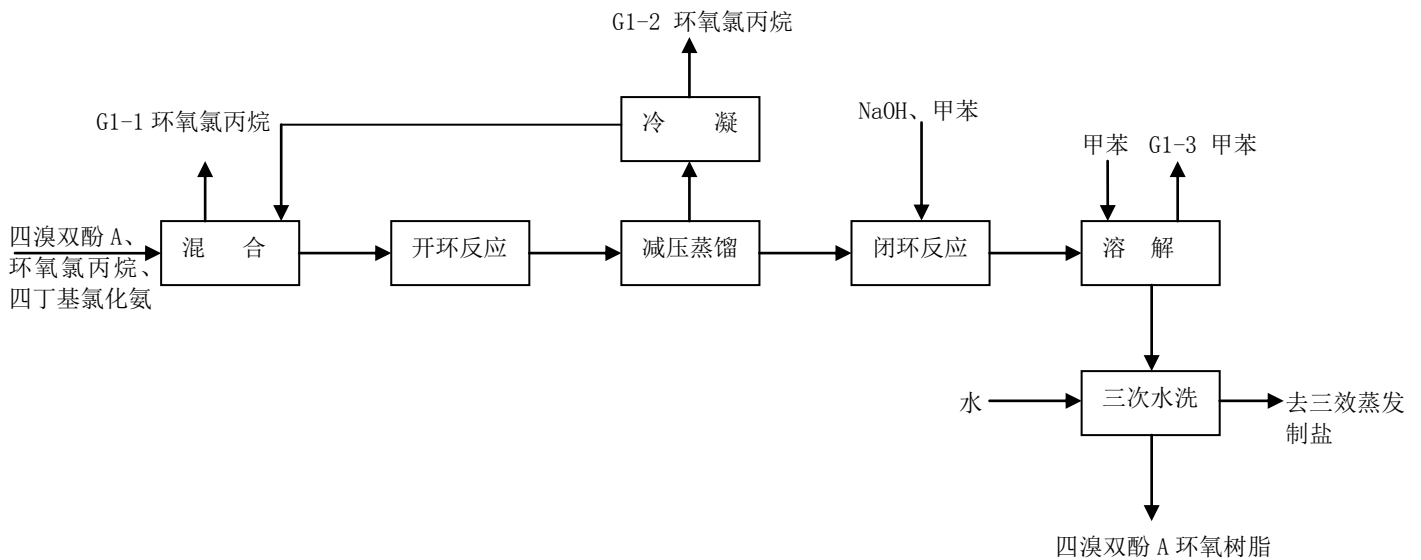 G1-2 环氧氯丙烷
G1-1 环氧氯丙烷
冷 凝
NaOH、甲苯
甲苯
G1-3 甲苯
四溴双酚 A、
环氧氯丙烷、
四丁基氯化氨
混 合
开环反应
减压蒸馏
闭环反应
溶 解
水
三次水洗
去三效蒸发
制盐
四溴双酚 A 环氧树脂